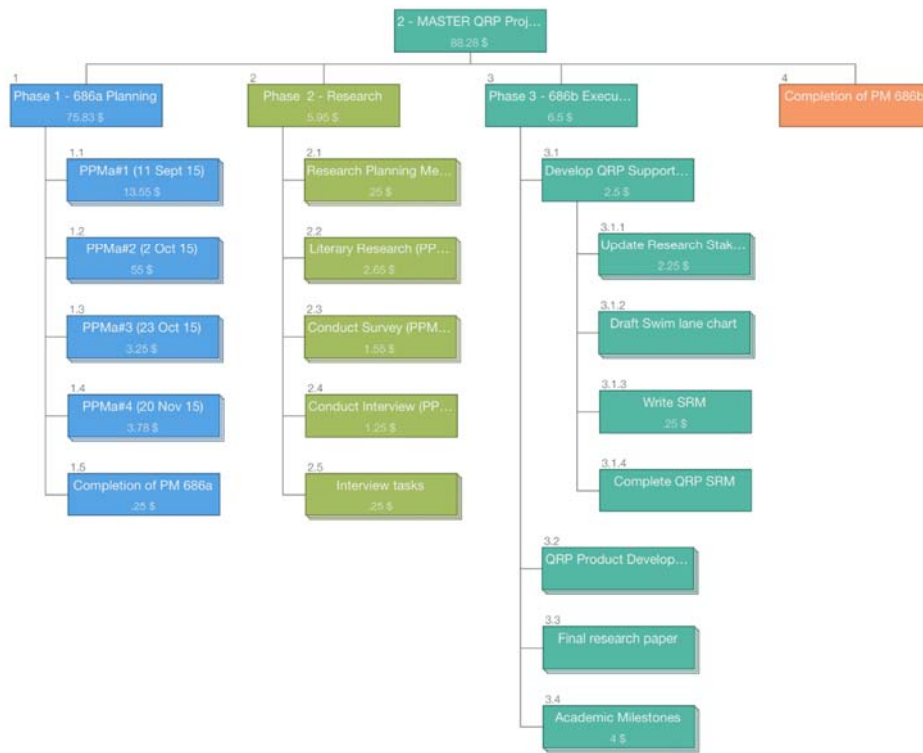 2 - MASTER QRP Proj...
88.28 $
1
Phase 1 - 686a Planning
75.83 $
1.1
PPMa#1 (11 Sept 15)
13.55 $
1.2
PPMa#2 (2 Oct 15)
55 $
1.3
PPMa#3 (23 Oct 15)
3.25 $
1.4
PPMa#4 (20 Nov 15)
3.78 $
1.5
Completion of PM 686a
.25 $
2
Phase 2 - Research
5.95 $
2.1
Research Planning Me...
.25 $
2.2
Literary Research (PP...
2.65 $
2.3
Conduct Survey (PPM...
1.55 $
2.4
Conduct Interview (PP...
1.25 $
2.5
Interview tasks
.25 $
3
Phase 3 - 686b Execu...
6.5 $
3.1
Develop QRP Support...
2.5 $
3.1.1
Update Research Stak...
2.25 $
3.1.2
Draft Swim lane chart
3.1.3
Write SRM
.25 $
3.1.4
Complete QRP SRM
3.2
QRP Product Develop...
3.3
Final research paper
3.4
Academic Milestones
4 $
4
Completion of PM 686b